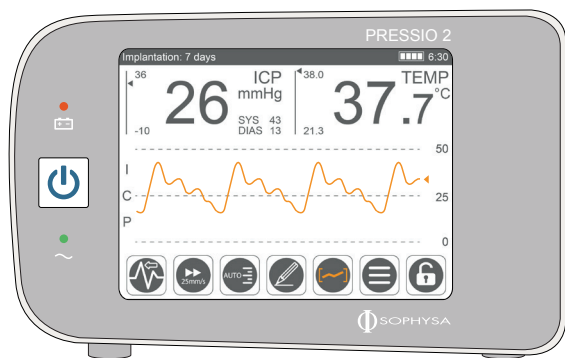 PRESSIO 2
Implantation: 7 days
6:30
36
ICP
38.0
TEMP
26
mmHg
37.7
°C
SYS 43
-10
DIAS 13
21.3
50
I
C
25
P
0
25mm/s
AUTO
SOPHYSA